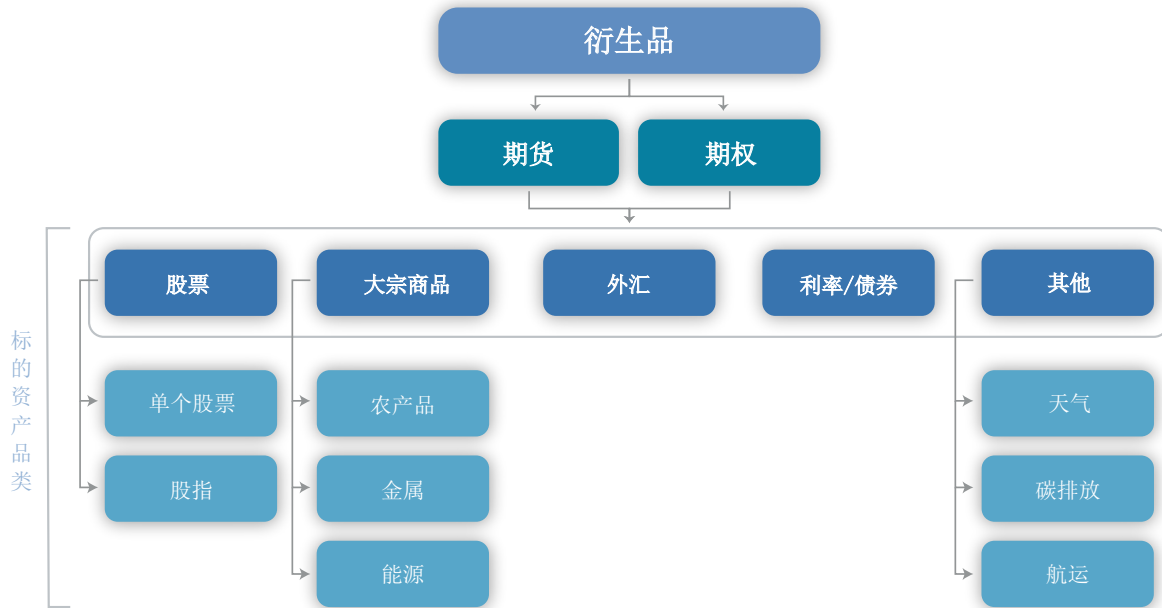 衍生品
期货
期权
股票
大宗商品
外汇
利率/债券
其他
标的资产品类
单个股票
农产品
天气
股指
金属
碳排放
能源
航运